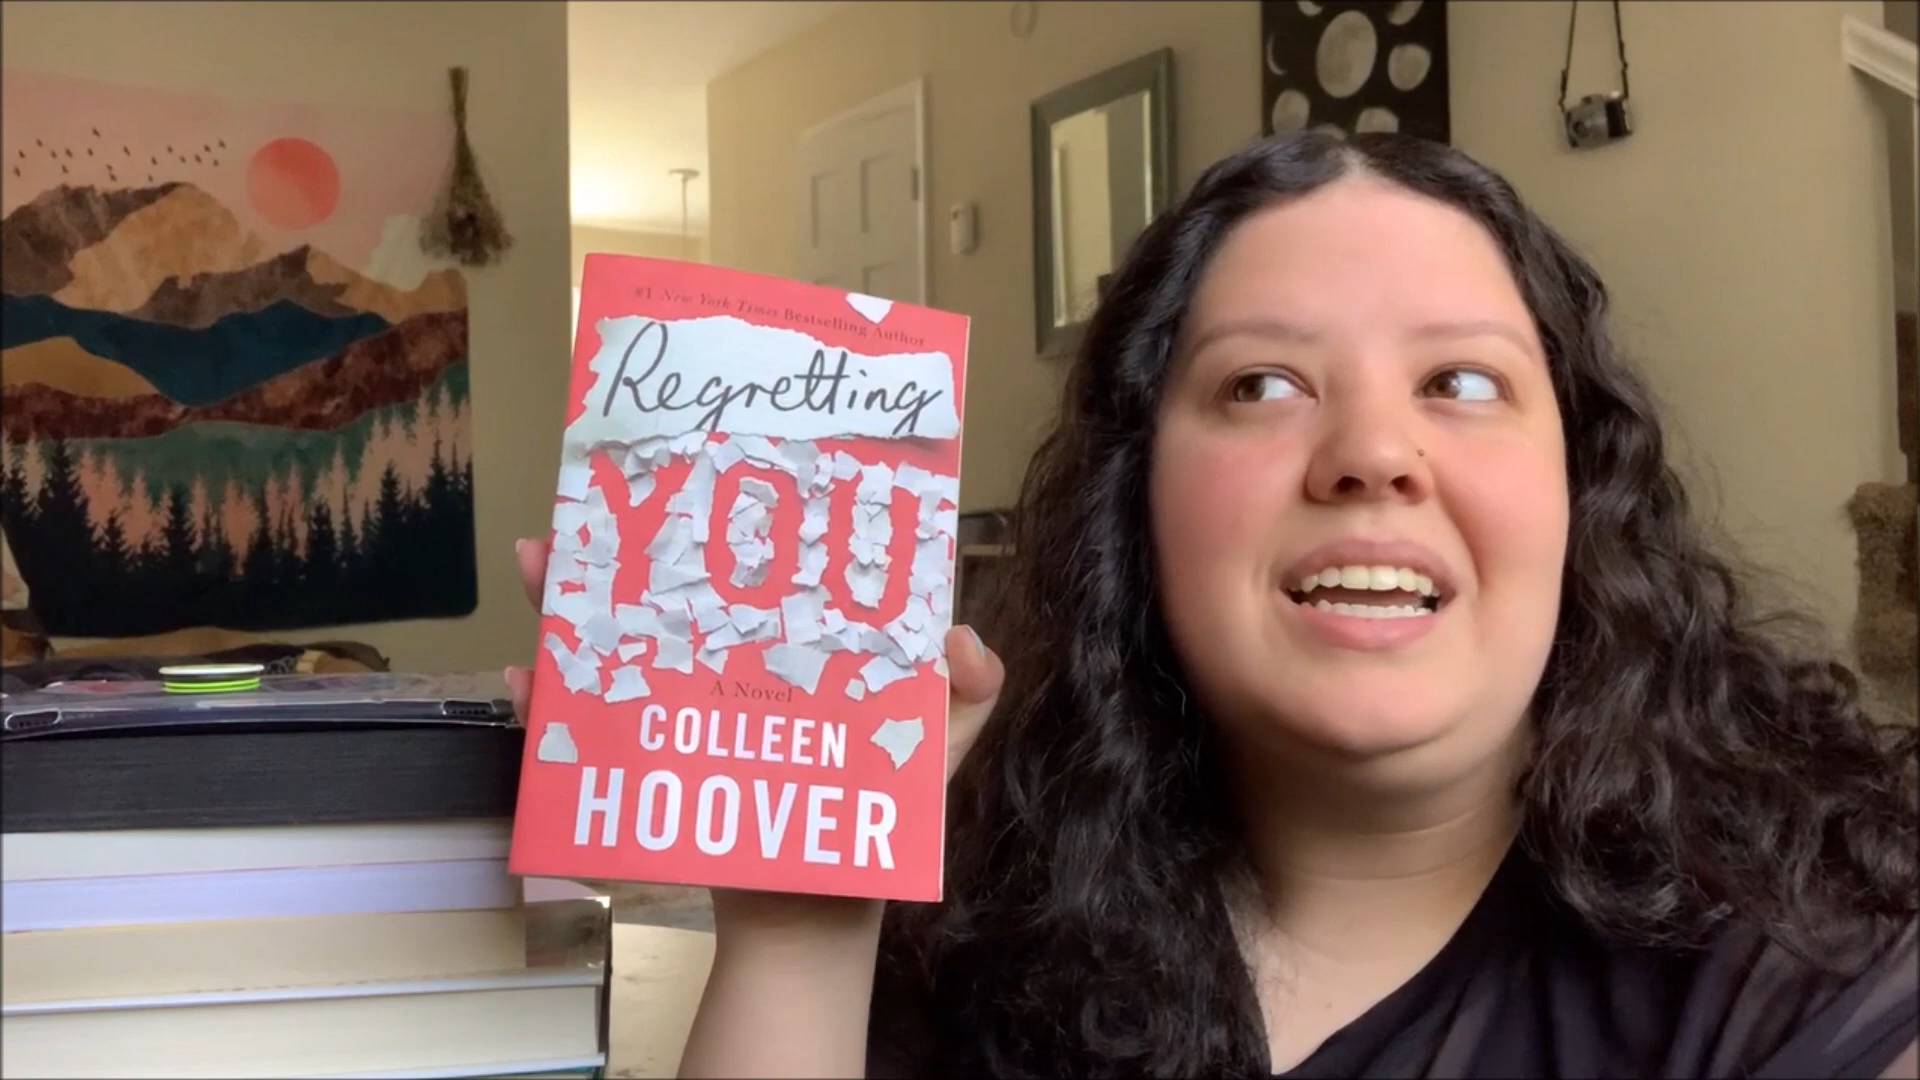 #1 New York Times Bestselling Author
Regretting
YOU
A Novel
COLLEEN
HOOVER